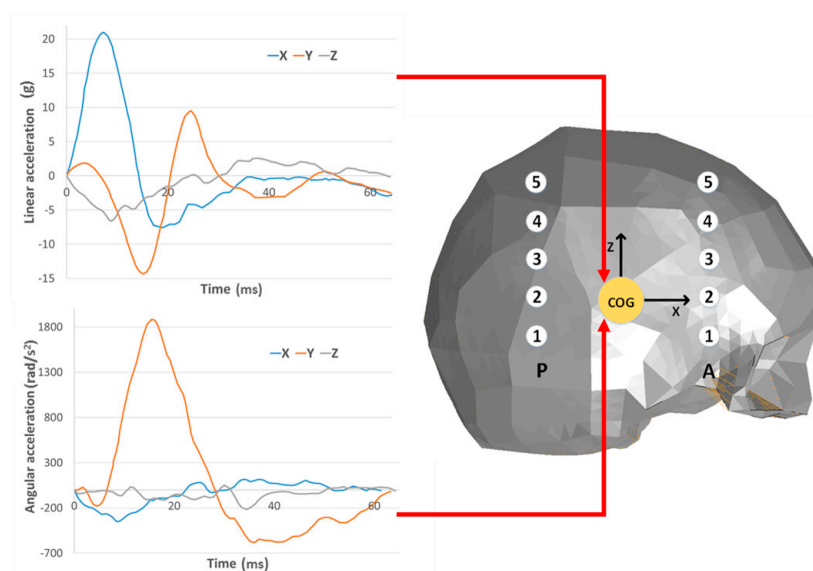 Linear acceleration (g)
20
15
10
5
0
-5
-10
-15
X Y Z
0 20 40 60
Time (ms)
Angular acceleration (rad/s²)
1800
1300
800
300
-200
-700
X Y Z
0 20 40 60
Time (ms)
5 5
4 4
Z
3 3
2 COG X 2
1 1
P A